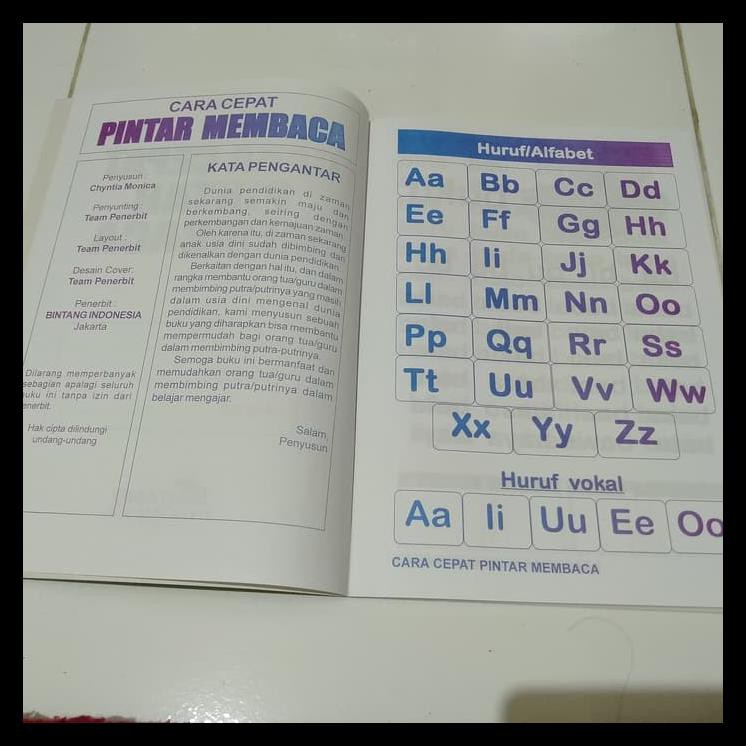 CARA CEPAT
PINTAR MEMBACA
Penyusun :
Chyntia Monica
Penyunting :
Team Penerbit
Layout :
Team Penerbit
Desain Cover:
Team Penerbit
Penerbit :
BINTANG INDONESIA
Jakarta
Dilarang memperbanyak
sebagian apalagi seluruh
buku ini tanpa izin dari
penerbit.
Hak cipta dilindungi
undang-undang
KATA PENGANTAR
Dunia pendidikan di zaman
sekarang semakin maju dan
berkembang, seiring dengan
perkembangan dan kemajuan zaman.
Oleh karena itu, di zaman sekarang
anak usia dini sudah dibimbing dan
dikenalkan dengan dunia pendidikan.
Berkaitan dengan hal itu, dan dalam
rangka membantu orang tua/guru dalam
membimbing putra/putrinya yang masih
dalam usia dini mengenal dunia
pendidikan, kami menyusun sebuah
buku yang diharapkan bisa membantu
mempermudah bagi orang tua/guru
dalam membimbing putra-putrinya.
Semoga buku ini bermanfaat dan
memudahkan orang tua/guru dalam
membimbing putra/putrinya dalam
belajar mengajar.
Salam,
Penyusun
Huruf/Alfabet
Aa Bb Cc Dd
Ee Ff Gg Hh
Hh Ii Jj Kk
Ll Mm Nn Oo
Pp Qq Rr Ss
Tt Uu Vv Ww
Xx Yy Zz
Huruf vokal
Aa Ii Uu Ee Oo
CARA CEPAT PINTAR MEMBACA